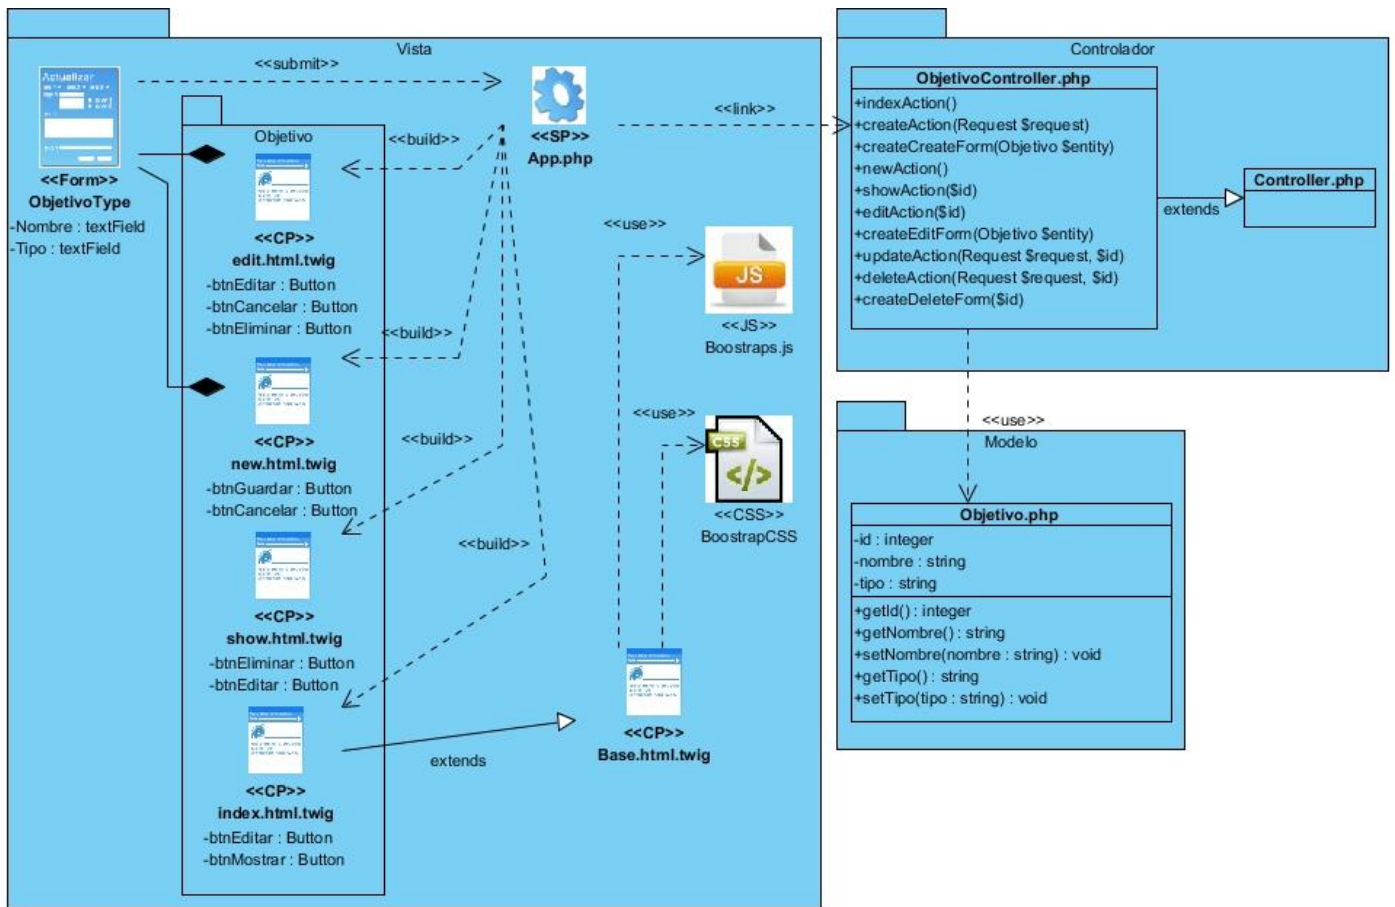 Vista
<<submit>>
Actualizar
<<Form>>
ObjetivoType
-Nombre : textField
-Tipo : textField
Objetivo
<<build>>
<<CP>>
edit.html.twig
-btnEditar : Button
-btnCancelar : Button
-btnEliminar : Button
<<build>>
<<CP>>
new.html.twig
-btnGuardar : Button
-btnCancelar : Button
<<build>>
<<CP>>
show.html.twig
-btnEliminar : Button
-btnEditar : Button
<<build>>
<<CP>>
index.html.twig
-btnEditar : Button
-btnMostrar : Button
extends
<<SP>>
App.php
<<link>>
<<use>>
JS
<<JS>>
Boostraps.js
<<use>>
CSS
</>
<<CSS>>
BoostrapCSS
<<CP>>
Base.html.twig
Controlador
ObjetivoController.php
+indexAction()
+createAction(Request $request)
+createCreateForm(Objetivo $entity)
+newAction()
+showAction($id)
+editAction($id)
+createEditForm(Objetivo $entity)
+updateAction(Request $request, $id)
+deleteAction(Request $request, $id)
+createDeleteForm($id)
extends
Controller.php
<<use>>
Modelo
Objetivo.php
-id : integer
-nombre : string
-tipo : string
+getId() : integer
+getNombre() : string
+setNombre(nombre : string) : void
+getTipo() : string
+setTipo(tipo : string) : void